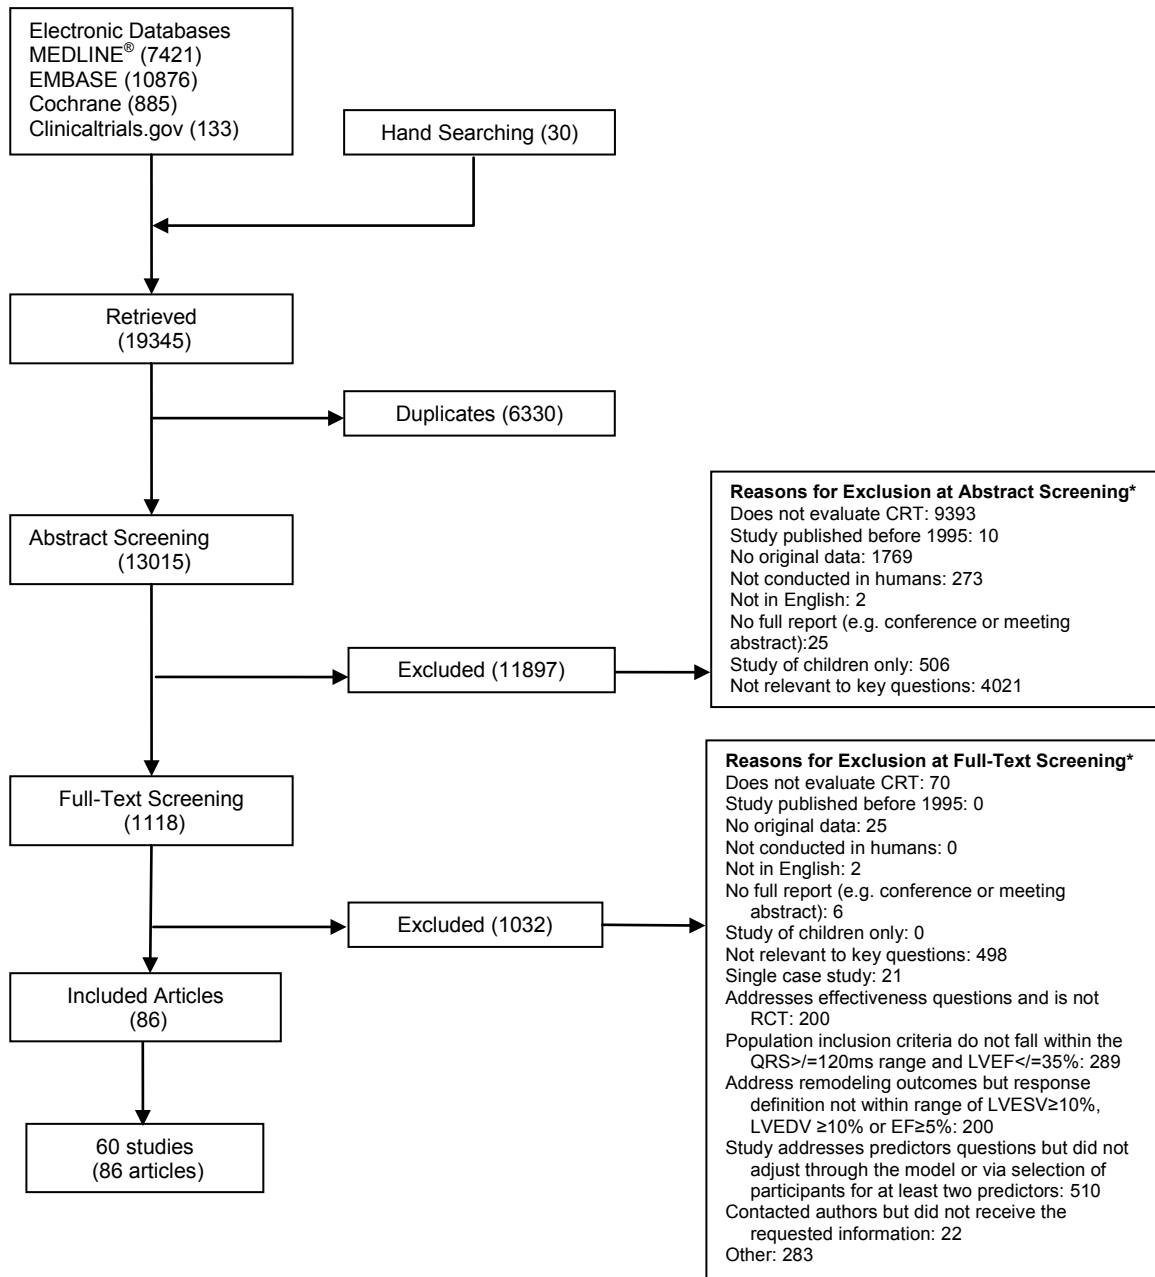 Electronic Databases
MEDLINE® (7421)
EMBASE (10876)
Cochrane (885)
Clinicaltrials.gov (133)
Hand Searching (30)
Retrieved
(19345)
Duplicates (6330)
Abstract Screening
(13015)
Reasons for Exclusion at Abstract Screening*
Does not evaluate CRT: 9393
Study published before 1995: 10
No original data: 1769
Not conducted in humans: 273
Not in English: 2
No full report (e.g. conference or meeting
abstract):25
Study of children only: 506
Not relevant to key questions: 4021
Excluded (11897)
Full-Text Screening
(1118)
Reasons for Exclusion at Full-Text Screening*
Does not evaluate CRT: 70
Study published before 1995: 0
No original data: 25
Not conducted in humans: 0
Not in English: 2
No full report (e.g. conference or meeting
abstract): 6
Study of children only: 0
Not relevant to key questions: 498
Single case study: 21
Addresses effectiveness questions and is not
RCT: 200
Population inclusion criteria do not fall within the
QRS>/=120ms range and LVEF</=35%: 289
Address remodeling outcomes but response
definition not within range of LVESV≥10%,
LVEDV ≥10% or EF≥5%: 200
Study addresses predictors questions but did not
adjust through the model or via selection of
participants for at least two predictors: 510
Contacted authors but did not receive the
requested information: 22
Other: 283
Excluded (1032)
Included Articles
(86)
60 studies
(86 articles)